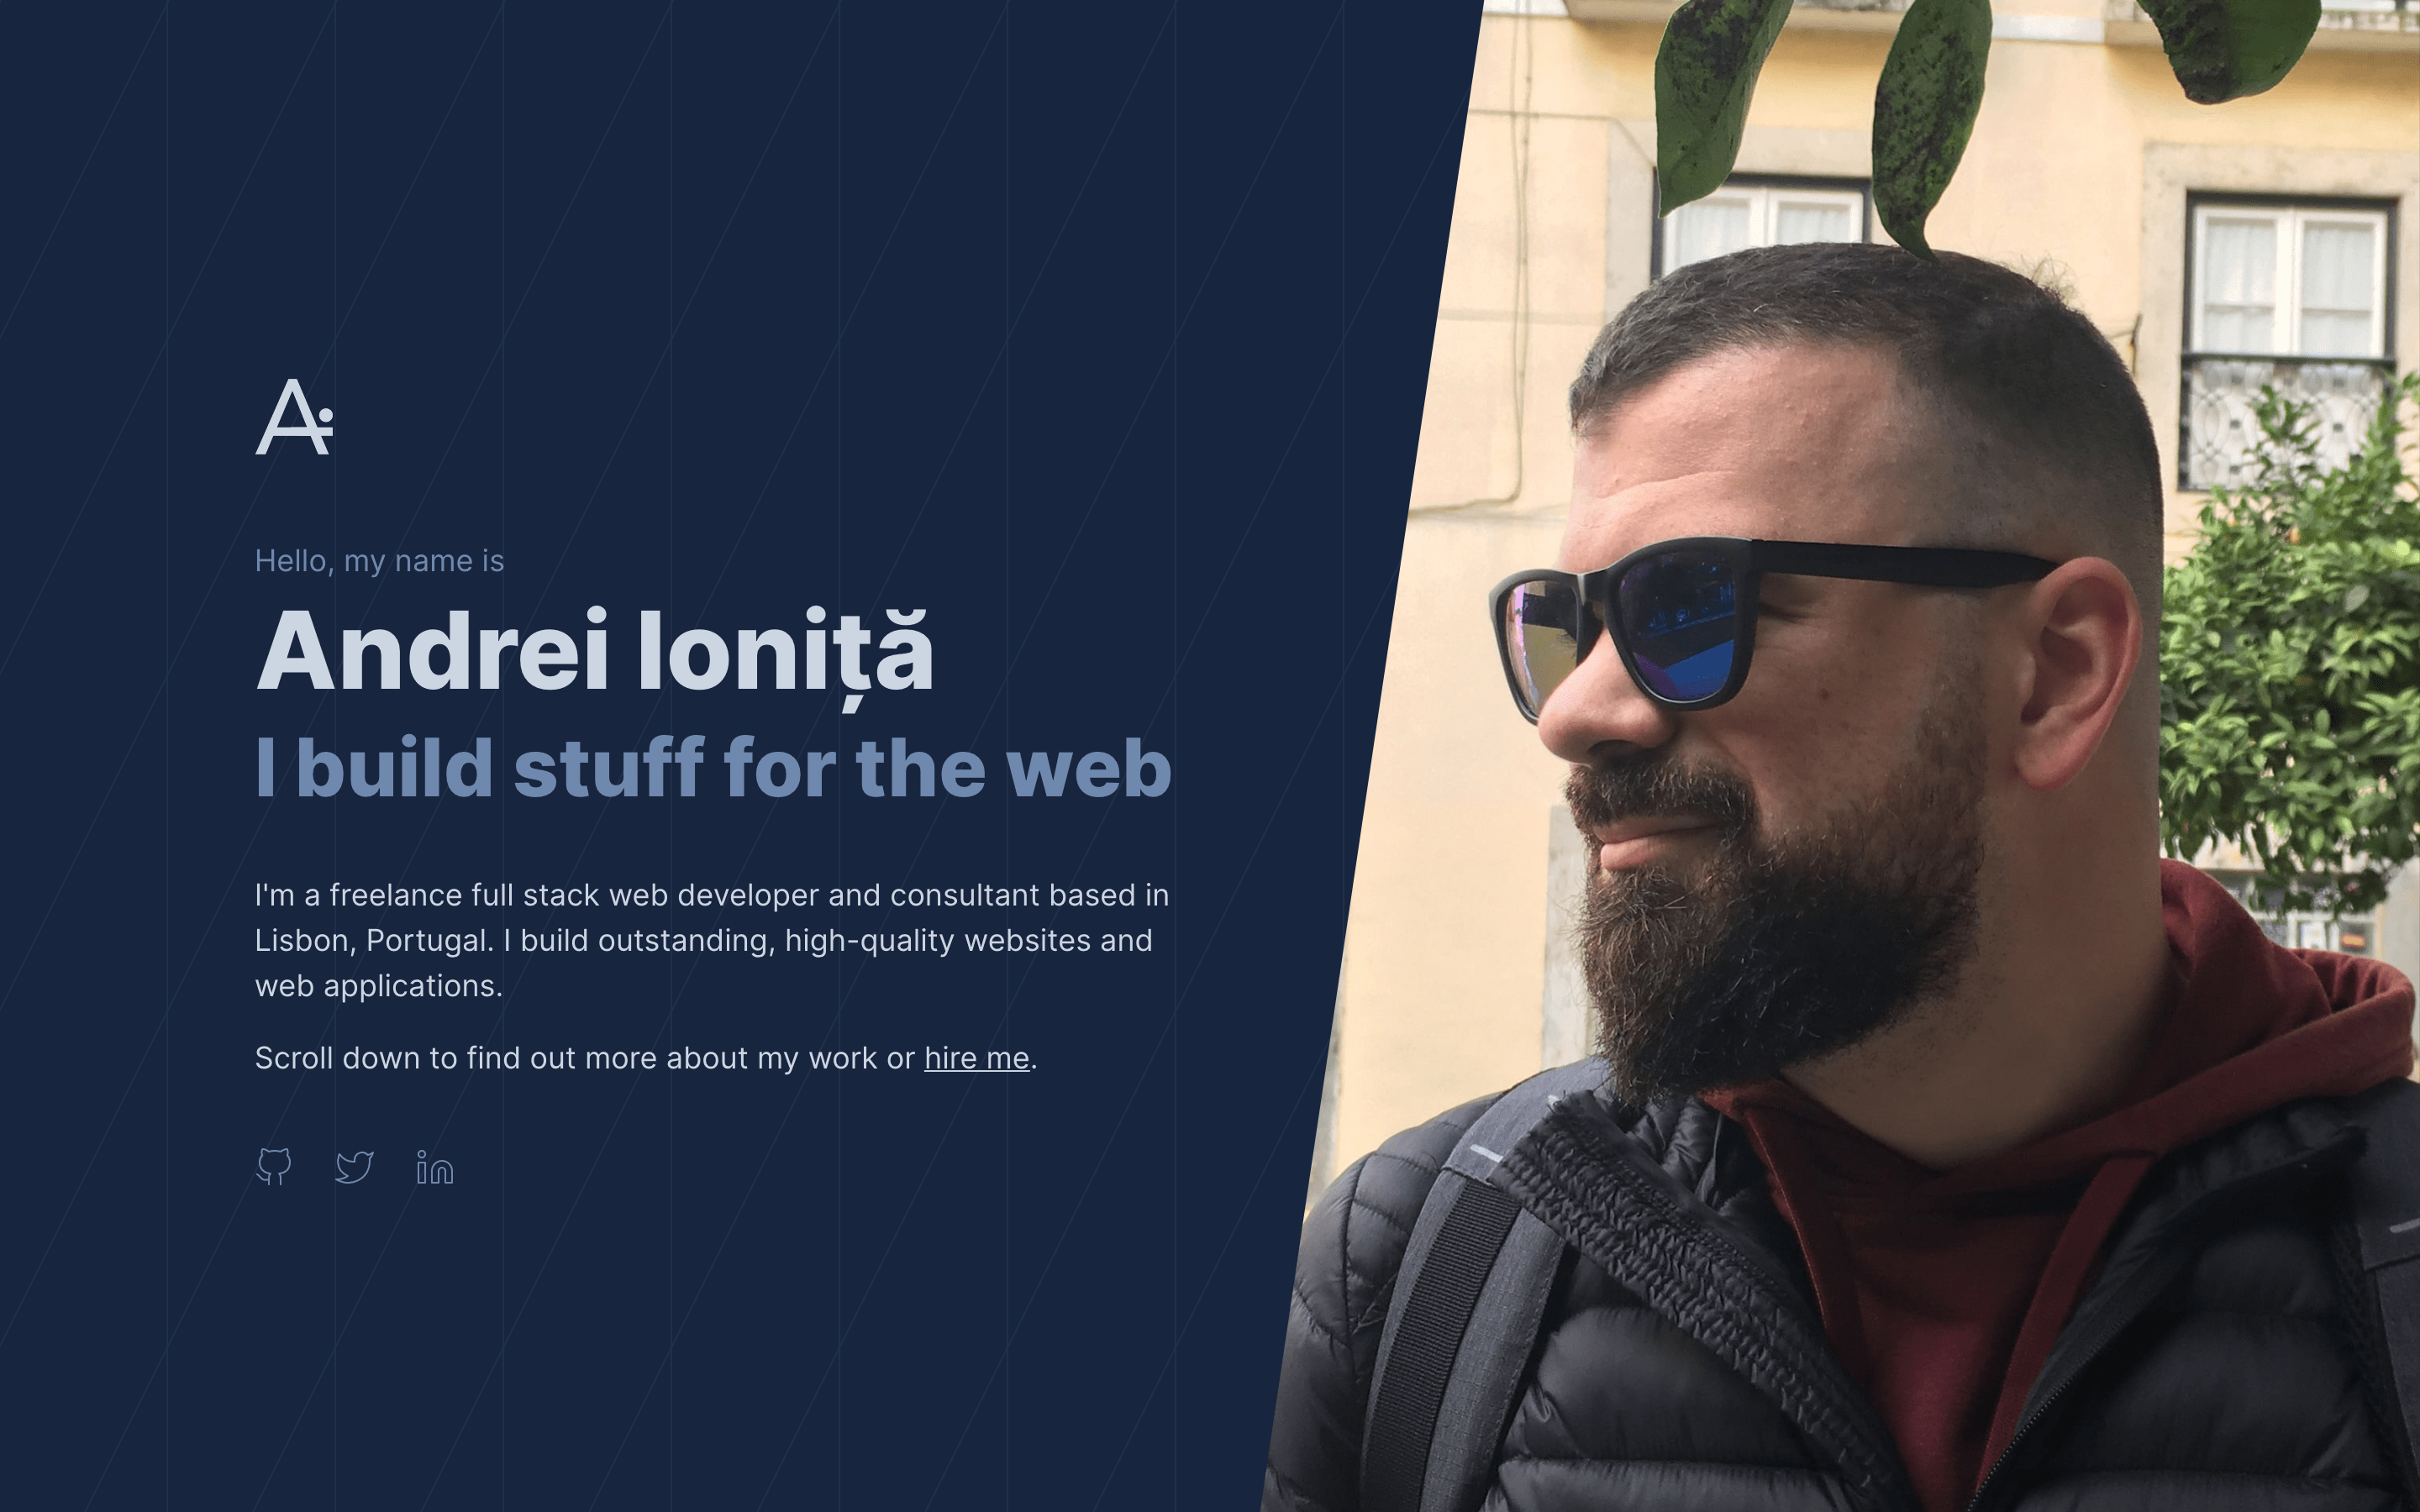 Ai
Hello, my name is
Andrei Ioniță
I build stuff for the web
I'm a freelance full stack web developer and consultant based in
Lisbon, Portugal. I build outstanding, high-quality websites and
web applications.
Scroll down to find out more about my work or hire me.
in